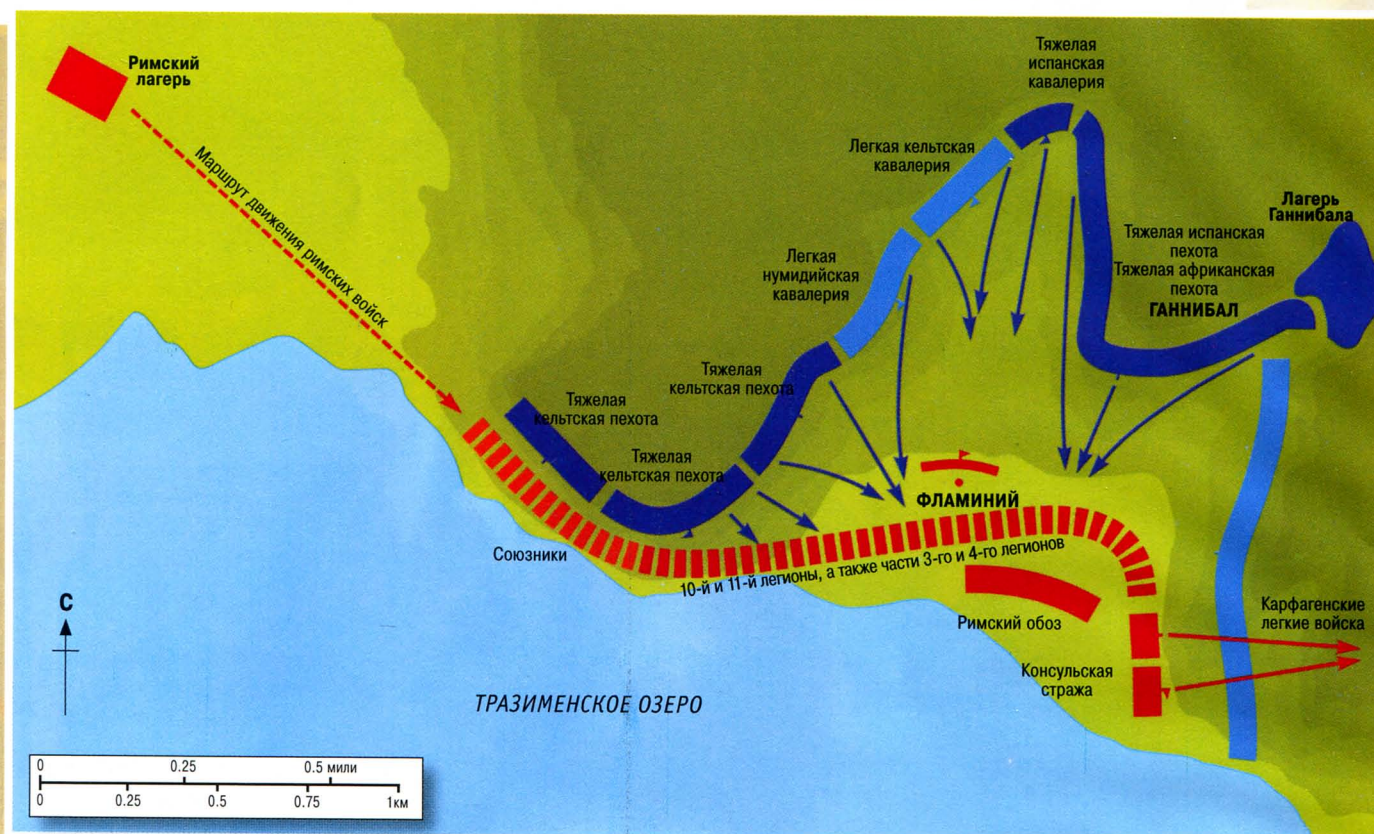 Римский
лагерь
Маршрут движения римских войск
Тяжелая
испанская
кавалерия
Легкая кельтская
кавалерия
Легкая
нумидийская
кавалерия
Лагерь
Ганнибала
Тяжелая испанская
пехота
Тяжелая африканская
пехота
ГАННИБАЛ
Тяжелая
кельтская пехота
Тяжелая
кельтская пехота
Тяжелая
кельтская пехота
ФЛАМИНИЙ
Союзники
10-й и 11-й легионы, а также части 3-го и 4-го легионов
Римский обоз
Консульская
стража
Карфагенские
легкие войска
С
ТРАЗИМЕНСКОЕ ОЗЕРО
0 0.25 0.5 мили
0 0.25 0.5 0.75 1км